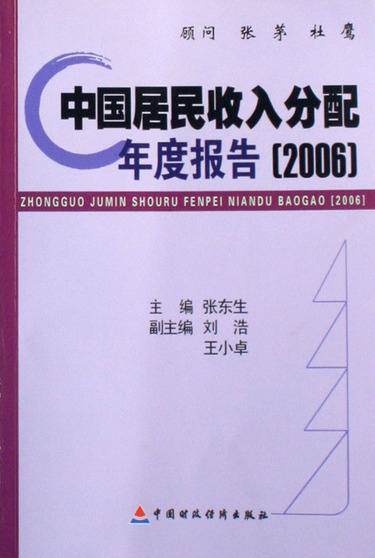 顾问 张茅 杜鹰
中国居民收入分配
年度报告〔2006〕
ZHONGGUO JUMIN SHOURU FENPEI NIANDU BAOGAO [2006]
主编 张东生
副主编 刘浩
王小卓
中国财政经济出版社